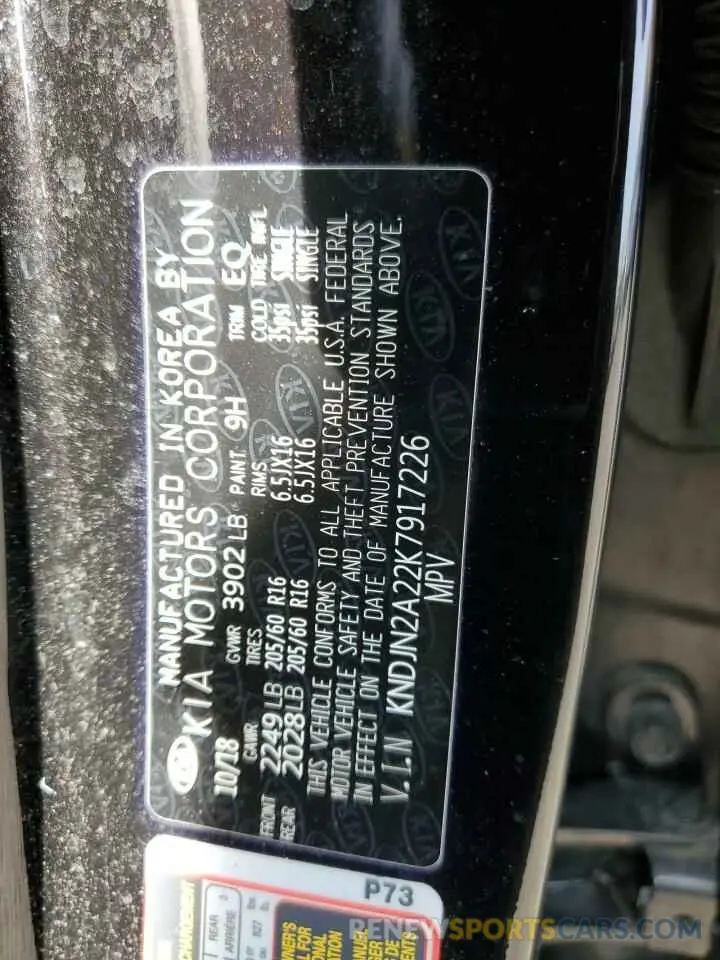 KIA MANUFACTURED IN KOREA BY
KIA MOTORS CORPORATION
10/18 GVWR 3902 LB PAINT 9H TRIM EQ
GAWR TIRES RIMS COLD TIRE INFL
FRONT 2249 LB 205/60 R16 6.5JX16 35psi SINGLE
REAR 2028 LB 205/60 R16 6.5JX16 35psi SINGLE
THIS VEHICLE CONFORMS TO ALL APPLICABLE U.S.A. FEDERAL
MOTOR VEHICLE SAFETY AND THEFT PREVENTION STANDARDS
IN EFFECT ON THE DATE OF MANUFACTURE SHOWN ABOVE.
V.I.N KNDJN2A22K7917226
MPV
P73
REAR
ARRIÈRE
RENEWSPORTSCARS.COM